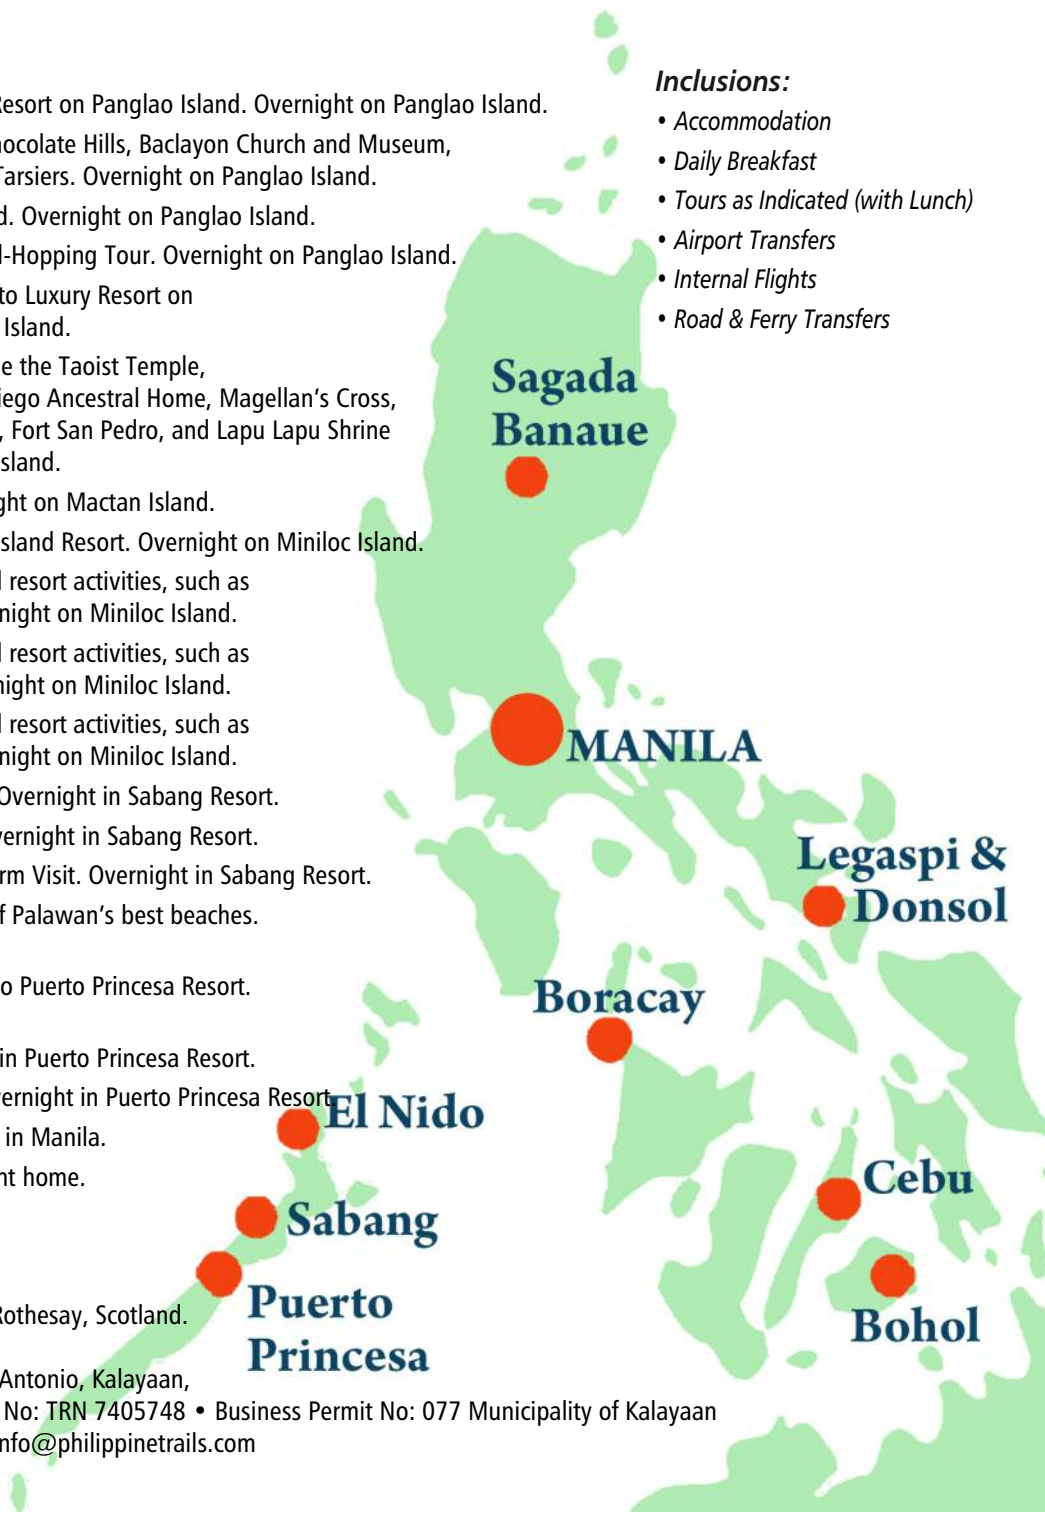 Resort on Panglao Island. Overnight on Panglao Island.
hocolate Hills, Baclayon Church and Museum,
Tarsiers. Overnight on Panglao Island.
d. Overnight on Panglao Island.
d-Hopping Tour. Overnight on Panglao Island.
to Luxury Resort on
Island.
e the Taoist Temple,
iego Ancestral Home, Magellan's Cross,
, Fort San Pedro, and Lapu Lapu Shrine
sland.
ght on Mactan Island.
sland Resort. Overnight on Miniloc Island.
d resort activities, such as
night on Miniloc Island.
d resort activities, such as
night on Miniloc Island.
d resort activities, such as
night on Miniloc Island.
Overnight in Sabang Resort.
vernight in Sabang Resort.
rm Visit. Overnight in Sabang Resort.
f Palawan's best beaches.
o Puerto Princesa Resort.
in Puerto Princesa Resort.
ernight in Puerto Princesa Resort.
in Manila.
ht home.
Rothesay, Scotland.
Antonio, Kalayaan,
No: TRN 7405748 • Business Permit No: 077 Municipality of Kalayaan
nfo@philippinetrails.com
Inclusions:
• Accommodation
• Daily Breakfast
• Tours as Indicated (with Lunch)
• Airport Transfers
• Internal Flights
• Road & Ferry Transfers
Sagada
Banaue
MANILA
Legaspi &
Donsol
Boracay
El Nido
Cebu
Sabang
Bohol
Puerto
Princesa